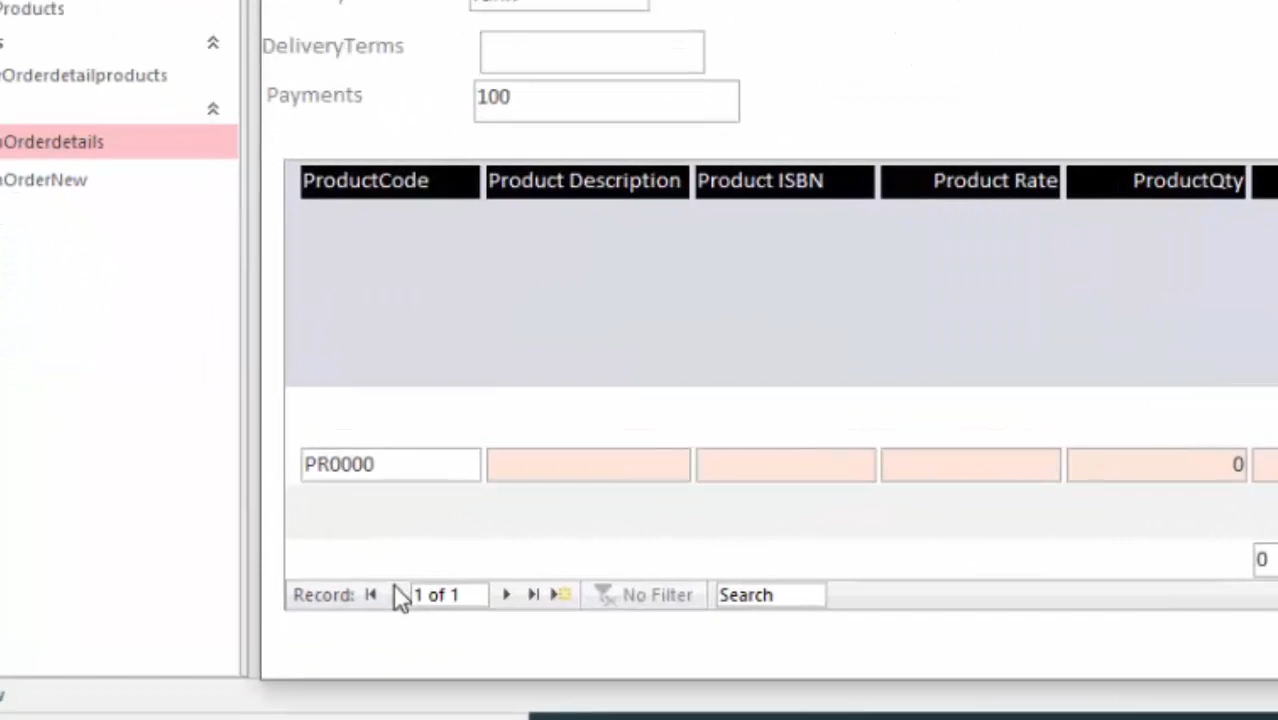 Products
DeliveryTerms
Orderdetailproducts
Payments 100
Orderdetails
ProductCode Product Description Product ISBN Product Rate ProductQty
OrderNew
PR0000 0
0
Record: 1 of 1 No Filter Search